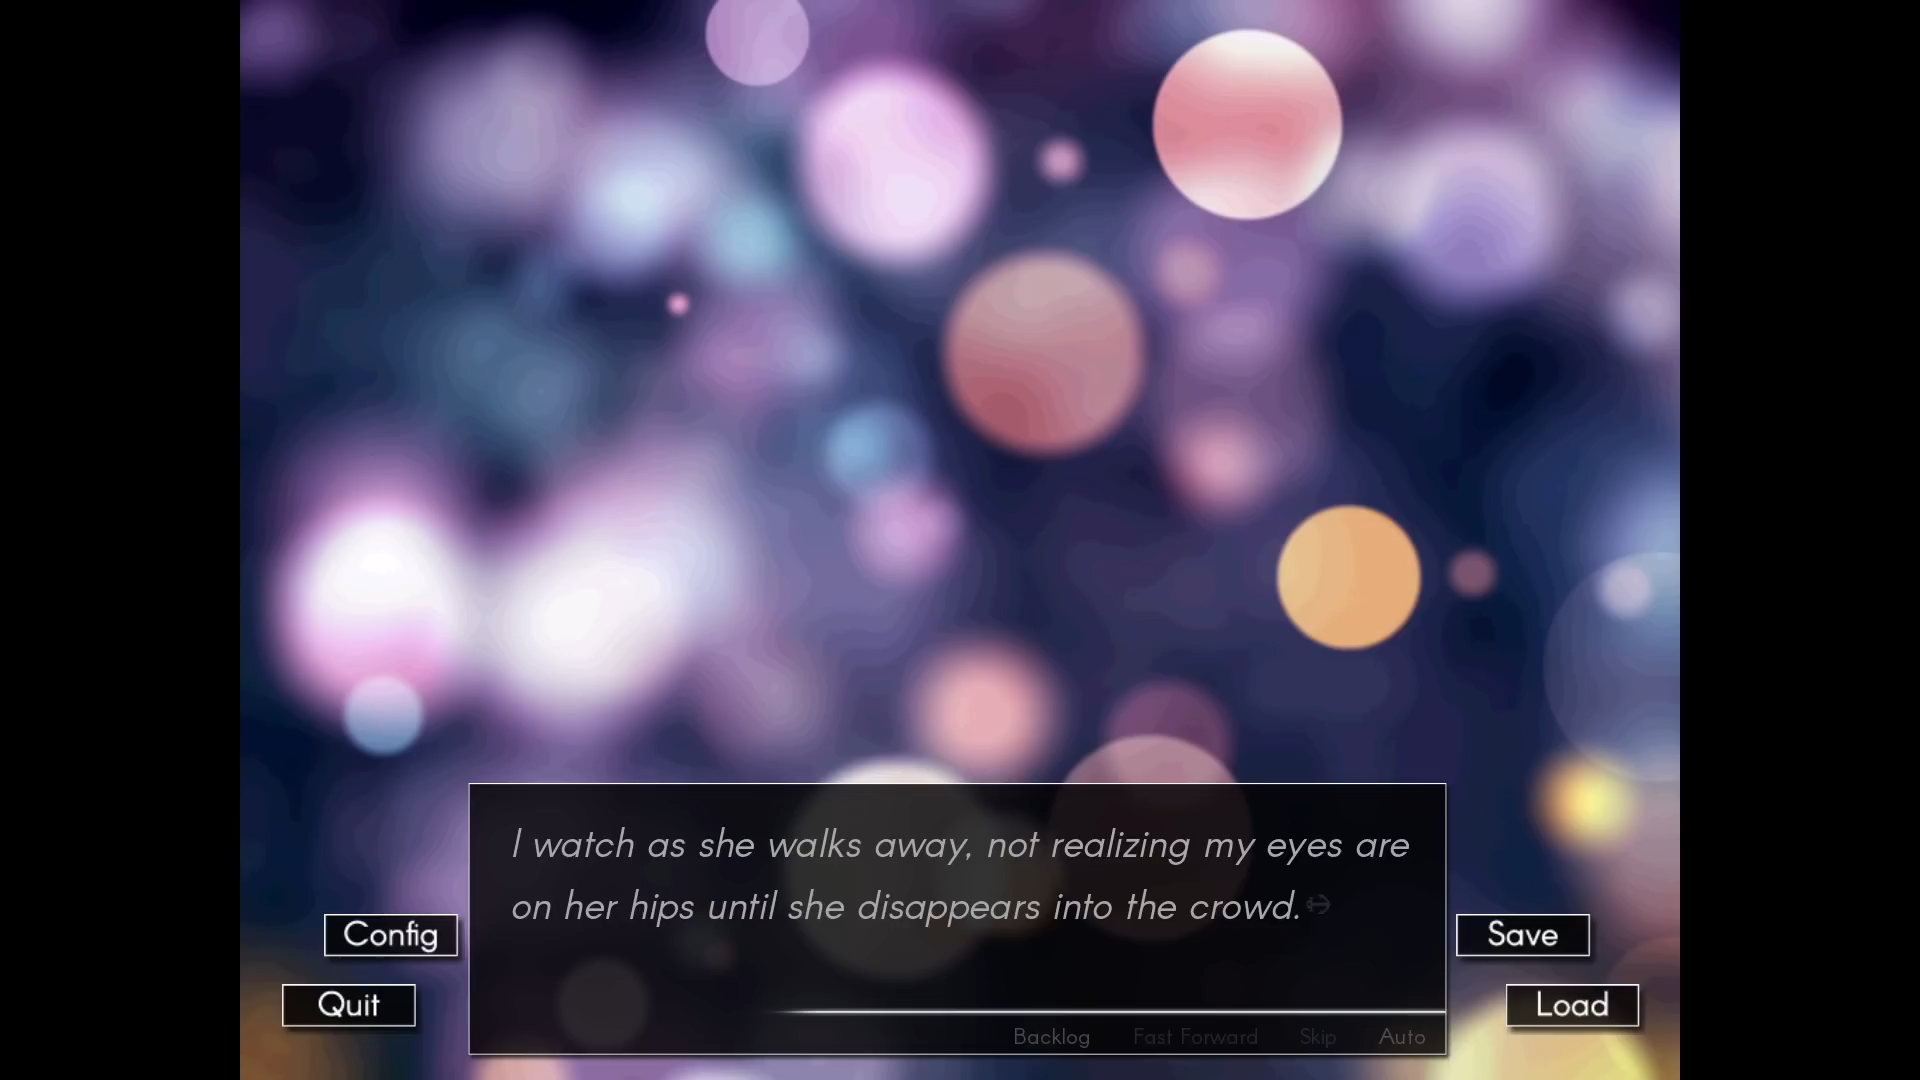 I watch as she walks away, not realizing my eyes are
on her hips until she disappears into the crowd.
Config
Save
Quit
Load
Backlog Fast Forward Skip Auto